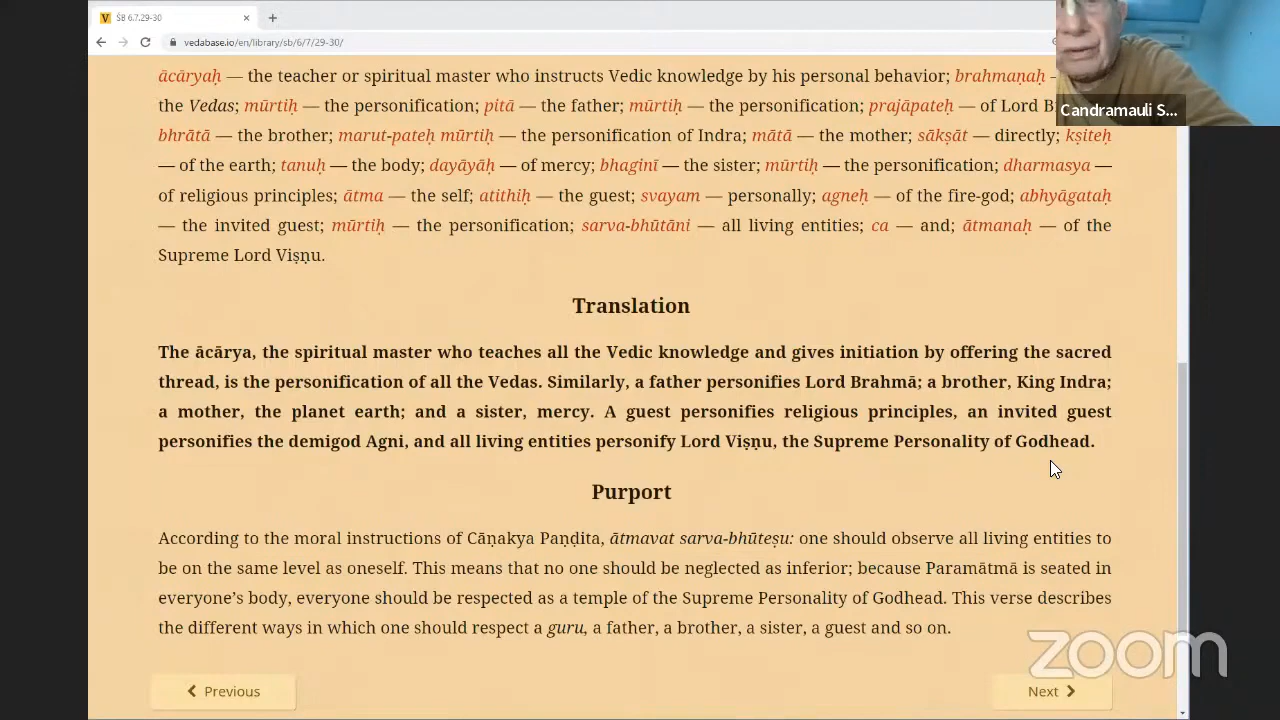 V ŚB 6.7.29-30
vedabase.io/en/library/sb/6/7/29-30/
ācāryaḥ — the teacher or spiritual master who instructs Vedic knowledge by his personal behavior; brahmaṇaḥ —
the Vedas; mūrtiḥ — the personification; pitā — the father; mūrtiḥ — the personification; prajāpateḥ — of Lord
bhrātā — the brother; marut-pateḥ mūrtiḥ — the personification of Indra; mātā — the mother; sākṣāt — directly; kṣiteḥ
— of the earth; tanuḥ — the body; dayāyāḥ — of mercy; bhaginī — the sister; mūrtiḥ — the personification; dharmasya —
of religious principles; ātma — the self; atithiḥ — the guest; svayam — personally; agneḥ — of the fire-god; abhyāgataḥ
— the invited guest; mūrtiḥ — the personification; sarva-bhūtāni — all living entities; ca — and; ātmanaḥ — of the
Supreme Lord Viṣṇu.
Candramauli S...
Translation
The ācārya, the spiritual master who teaches all the Vedic knowledge and gives initiation by offering the sacred
thread, is the personification of all the Vedas. Similarly, a father personifies Lord Brahmā; a brother, King Indra;
a mother, the planet earth; and a sister, mercy. A guest personifies religious principles, an invited guest
personifies the demigod Agni, and all living entities personify Lord Viṣṇu, the Supreme Personality of Godhead.
Purport
According to the moral instructions of Cāṇakya Paṇḍita, ātmavat sarva-bhūteṣu: one should observe all living entities to
be on the same level as oneself. This means that no one should be neglected as inferior; because Paramātmā is seated in
everyone’s body, everyone should be respected as a temple of the Supreme Personality of Godhead. This verse describes
the different ways in which one should respect a guru, a father, a brother, a sister, a guest and so on.
Previous
Next
zoom